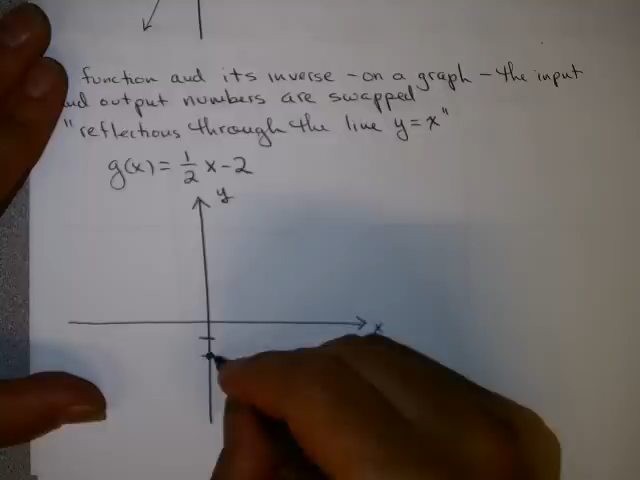 function and its inverse - on a graph - the input
output numbers are swapped
"reflections through the line y=x"
g(x) = 1/2 x - 2
y
x